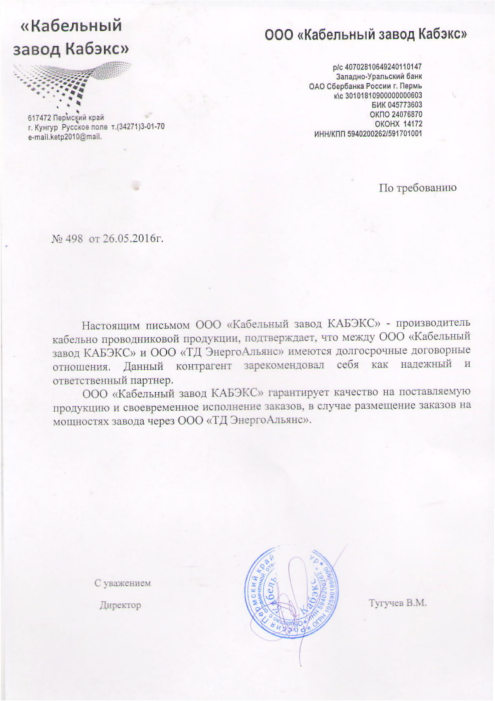 «Кабельный
завод Кабэкс»
617472 Пермский край
г. Кунгур Русское поле т.(34271)3-01-70
e-mail.ketp2010@mail.
ООО «Кабельный завод Кабэкс»
р/с 40702810649240110147
Западно-Уральский банк
ОАО Сбербанка России г. Пермь
к\с 30101810900000000603
БИК 045773603
ОКПО 24076870
ОКОНХ 14172
ИНН/КПП 5940200262/591701001
По требованию
№ 498 от 26.05.2016г.
Настоящим письмом ООО «Кабельный завод КАБЭКС» - производитель
кабельно проводниковой продукции, подтверждает, что между ООО «Кабельный
завод КАБЭКС» и ООО «ТД ЭнергоАльянс» имеются долгосрочные договорные
отношения. Данный контрагент зарекомендовал себя как надежный и
ответственный партнер.
ООО «Кабельный завод КАБЭКС» гарантирует качество на поставляемую
продукцию и своевременное исполнение заказов, в случае размещение заказов на
мощностях завода через ООО «ТД ЭнергоАльянс».
С уважением
Директор
Тугучев В.М.
Россия Пермский край
Кабэкс